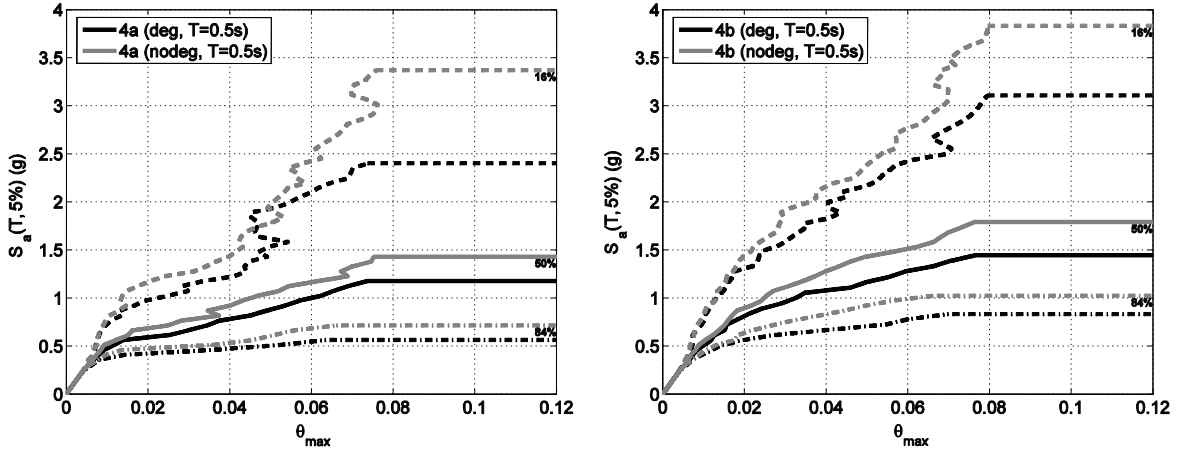 4a (deg, T=0.5s)
4a (nodeg, T=0.5s)
S_a(T, 5%) (g)
4
3.5
3
2.5
2
1.5
1
0.5
0
16%
50%
84%
0 0.02 0.04 0.06 0.08 0.1 0.12
θ_max
4b (deg, T=0.5s)
4b (nodeg, T=0.5s)
S_a(T, 5%) (g)
4
3.5
3
2.5
2
1.5
1
0.5
0
16%
50%
84%
0 0.02 0.04 0.06 0.08 0.1 0.12
θ_max